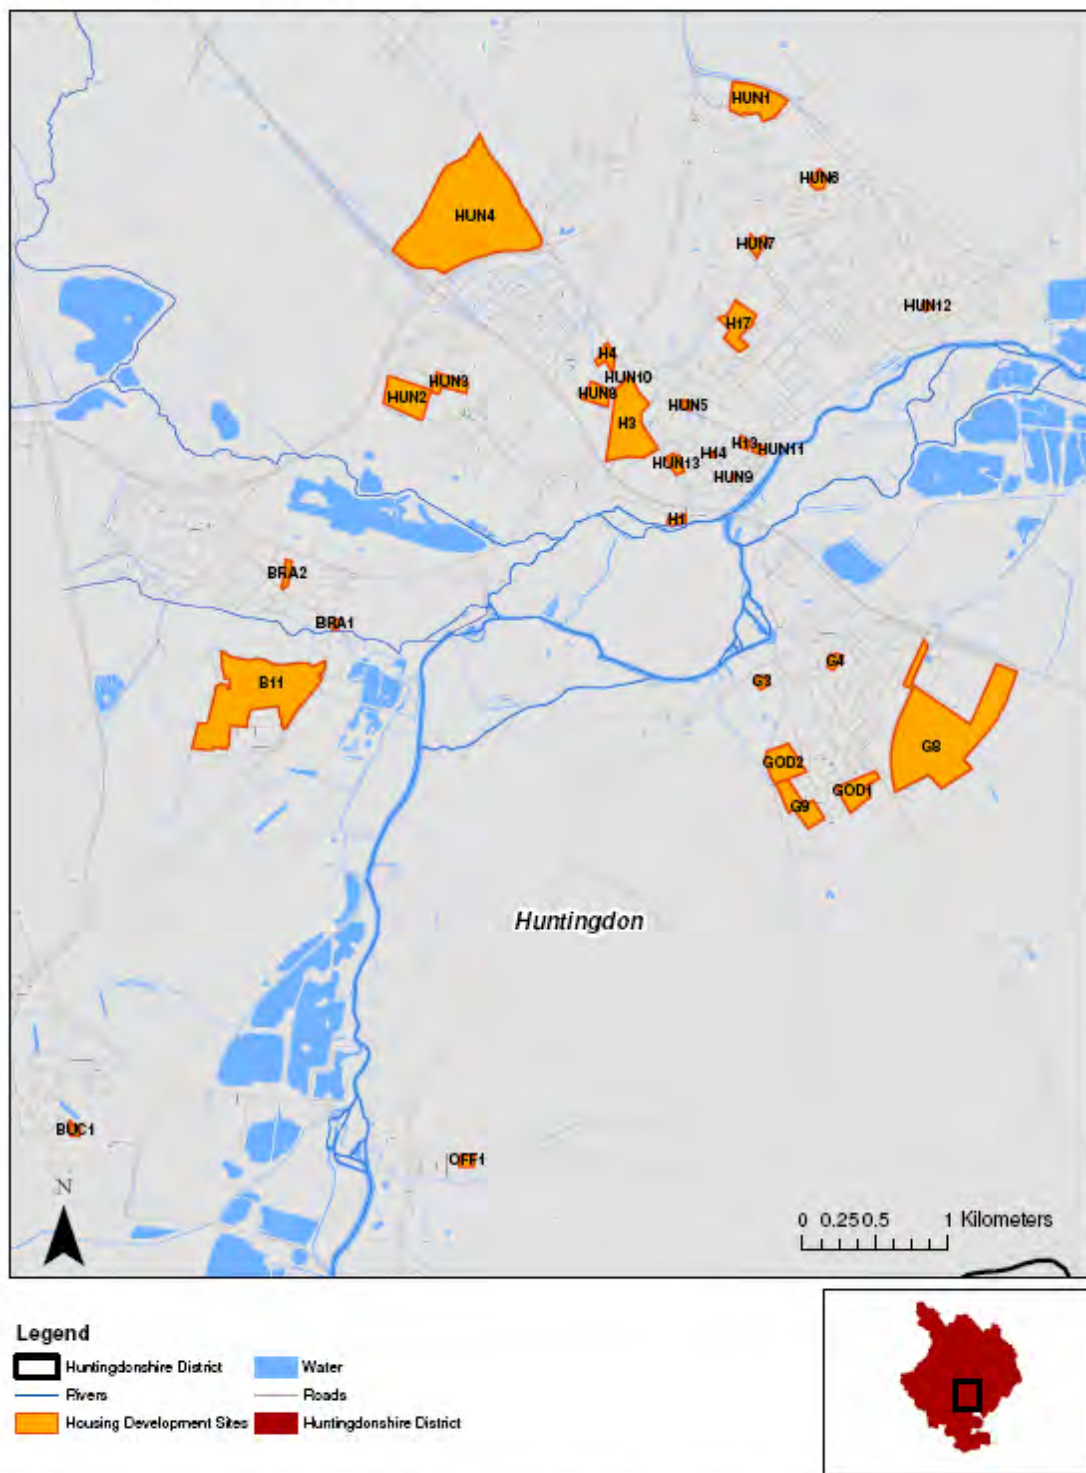 HUN1
HUN6
HUN4
HUN7
HUN12
H17
H4
HUN10
HUN3
HUN2
HUN8
HUN5
H3
H13
HUN11
H14
HUN13
HUN9
H1
BRA2
BRA1
G4
G3
B11
G8
GOD2
GOD1
G9
Huntingdon
BUC1
OFF1
N
0 0.25 0.5 1 Kilometers
Legend
Huntingdonshire District Water
Rivers Roads
Housing Development Sites Huntingdonshire District